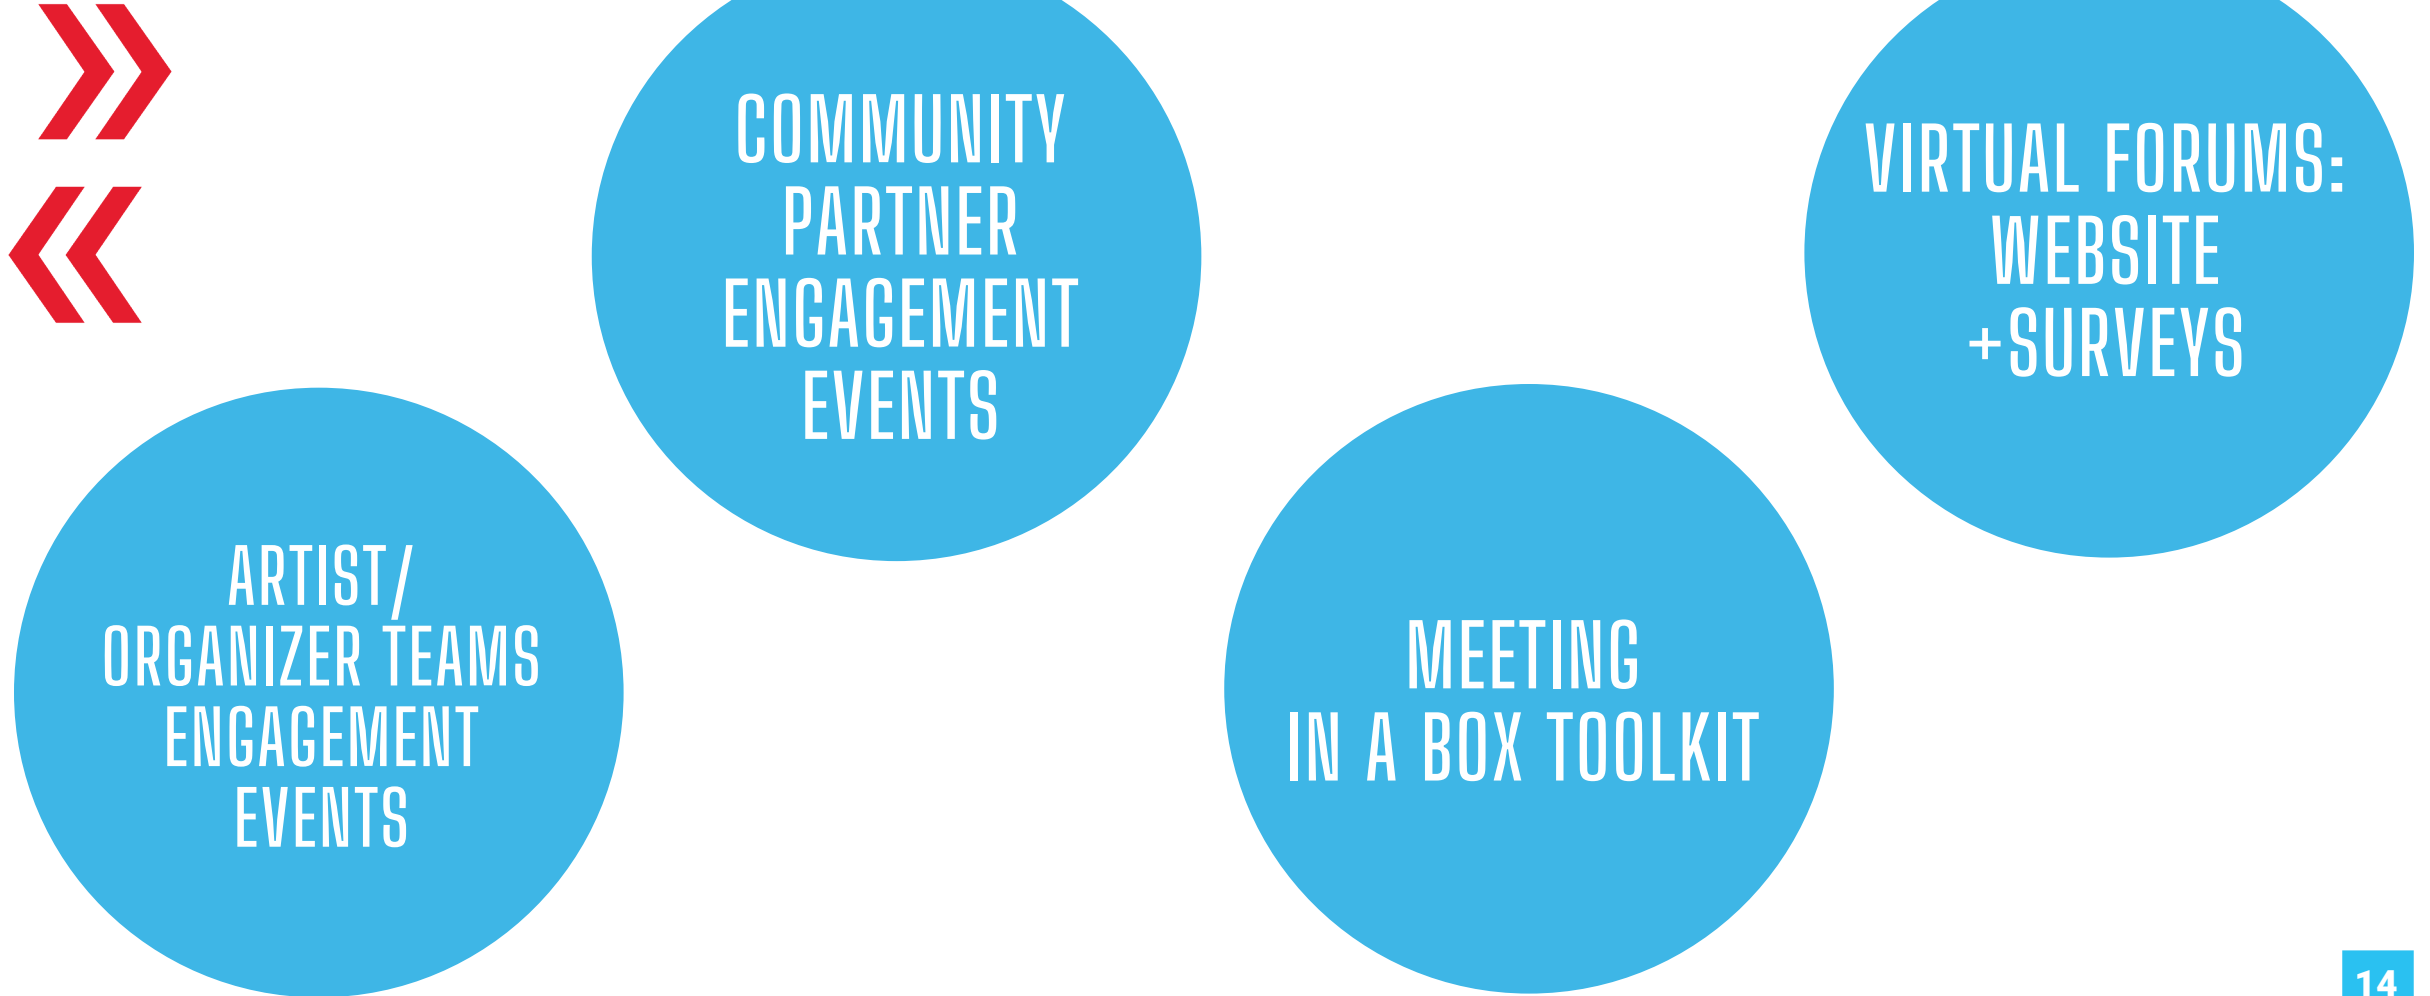 COMMUNITY
PARTNER
ENGAGEMENT
EVENTS
VIRTUAL FORUMS:
WEBSITE
+SURVEYS
ARTIST/
ORGANIZER TEAMS
ENGAGEMENT
EVENTS
MEETING
IN A BOX TOOLKIT
14